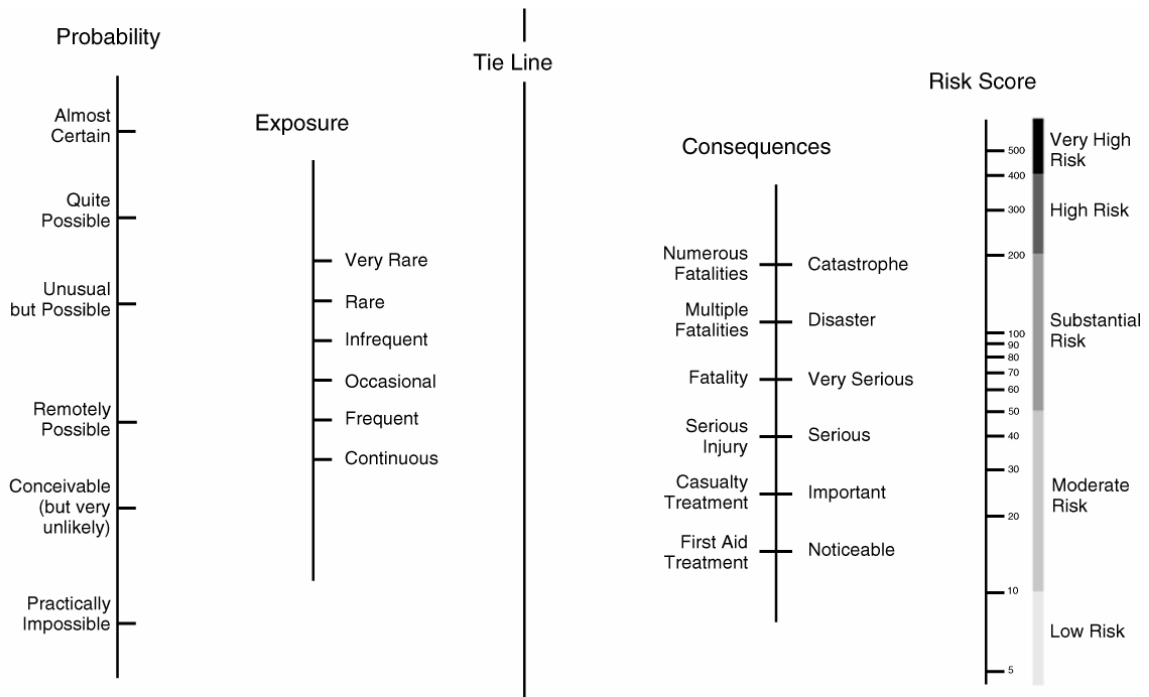 Probability
Almost
Certain
Quite
Possible
Unusual
but Possible
Remotely
Possible
Conceivable
(but very
unlikely)
Practically
Impossible
Exposure
Very Rare
Rare
Infrequent
Occasional
Frequent
Continuous
Tie Line
Consequences
Numerous
Fatalities
Catastrophe
Multiple
Fatalities
Disaster
Fatality
Very Serious
Serious
Injury
Serious
Casualty
Treatment
Important
First Aid
Treatment
Noticeable
Risk Score
500
400
300
200
100
90
80
70
60
50
40
30
20
10
5
Very High
Risk
High Risk
Substantial
Risk
Moderate
Risk
Low Risk